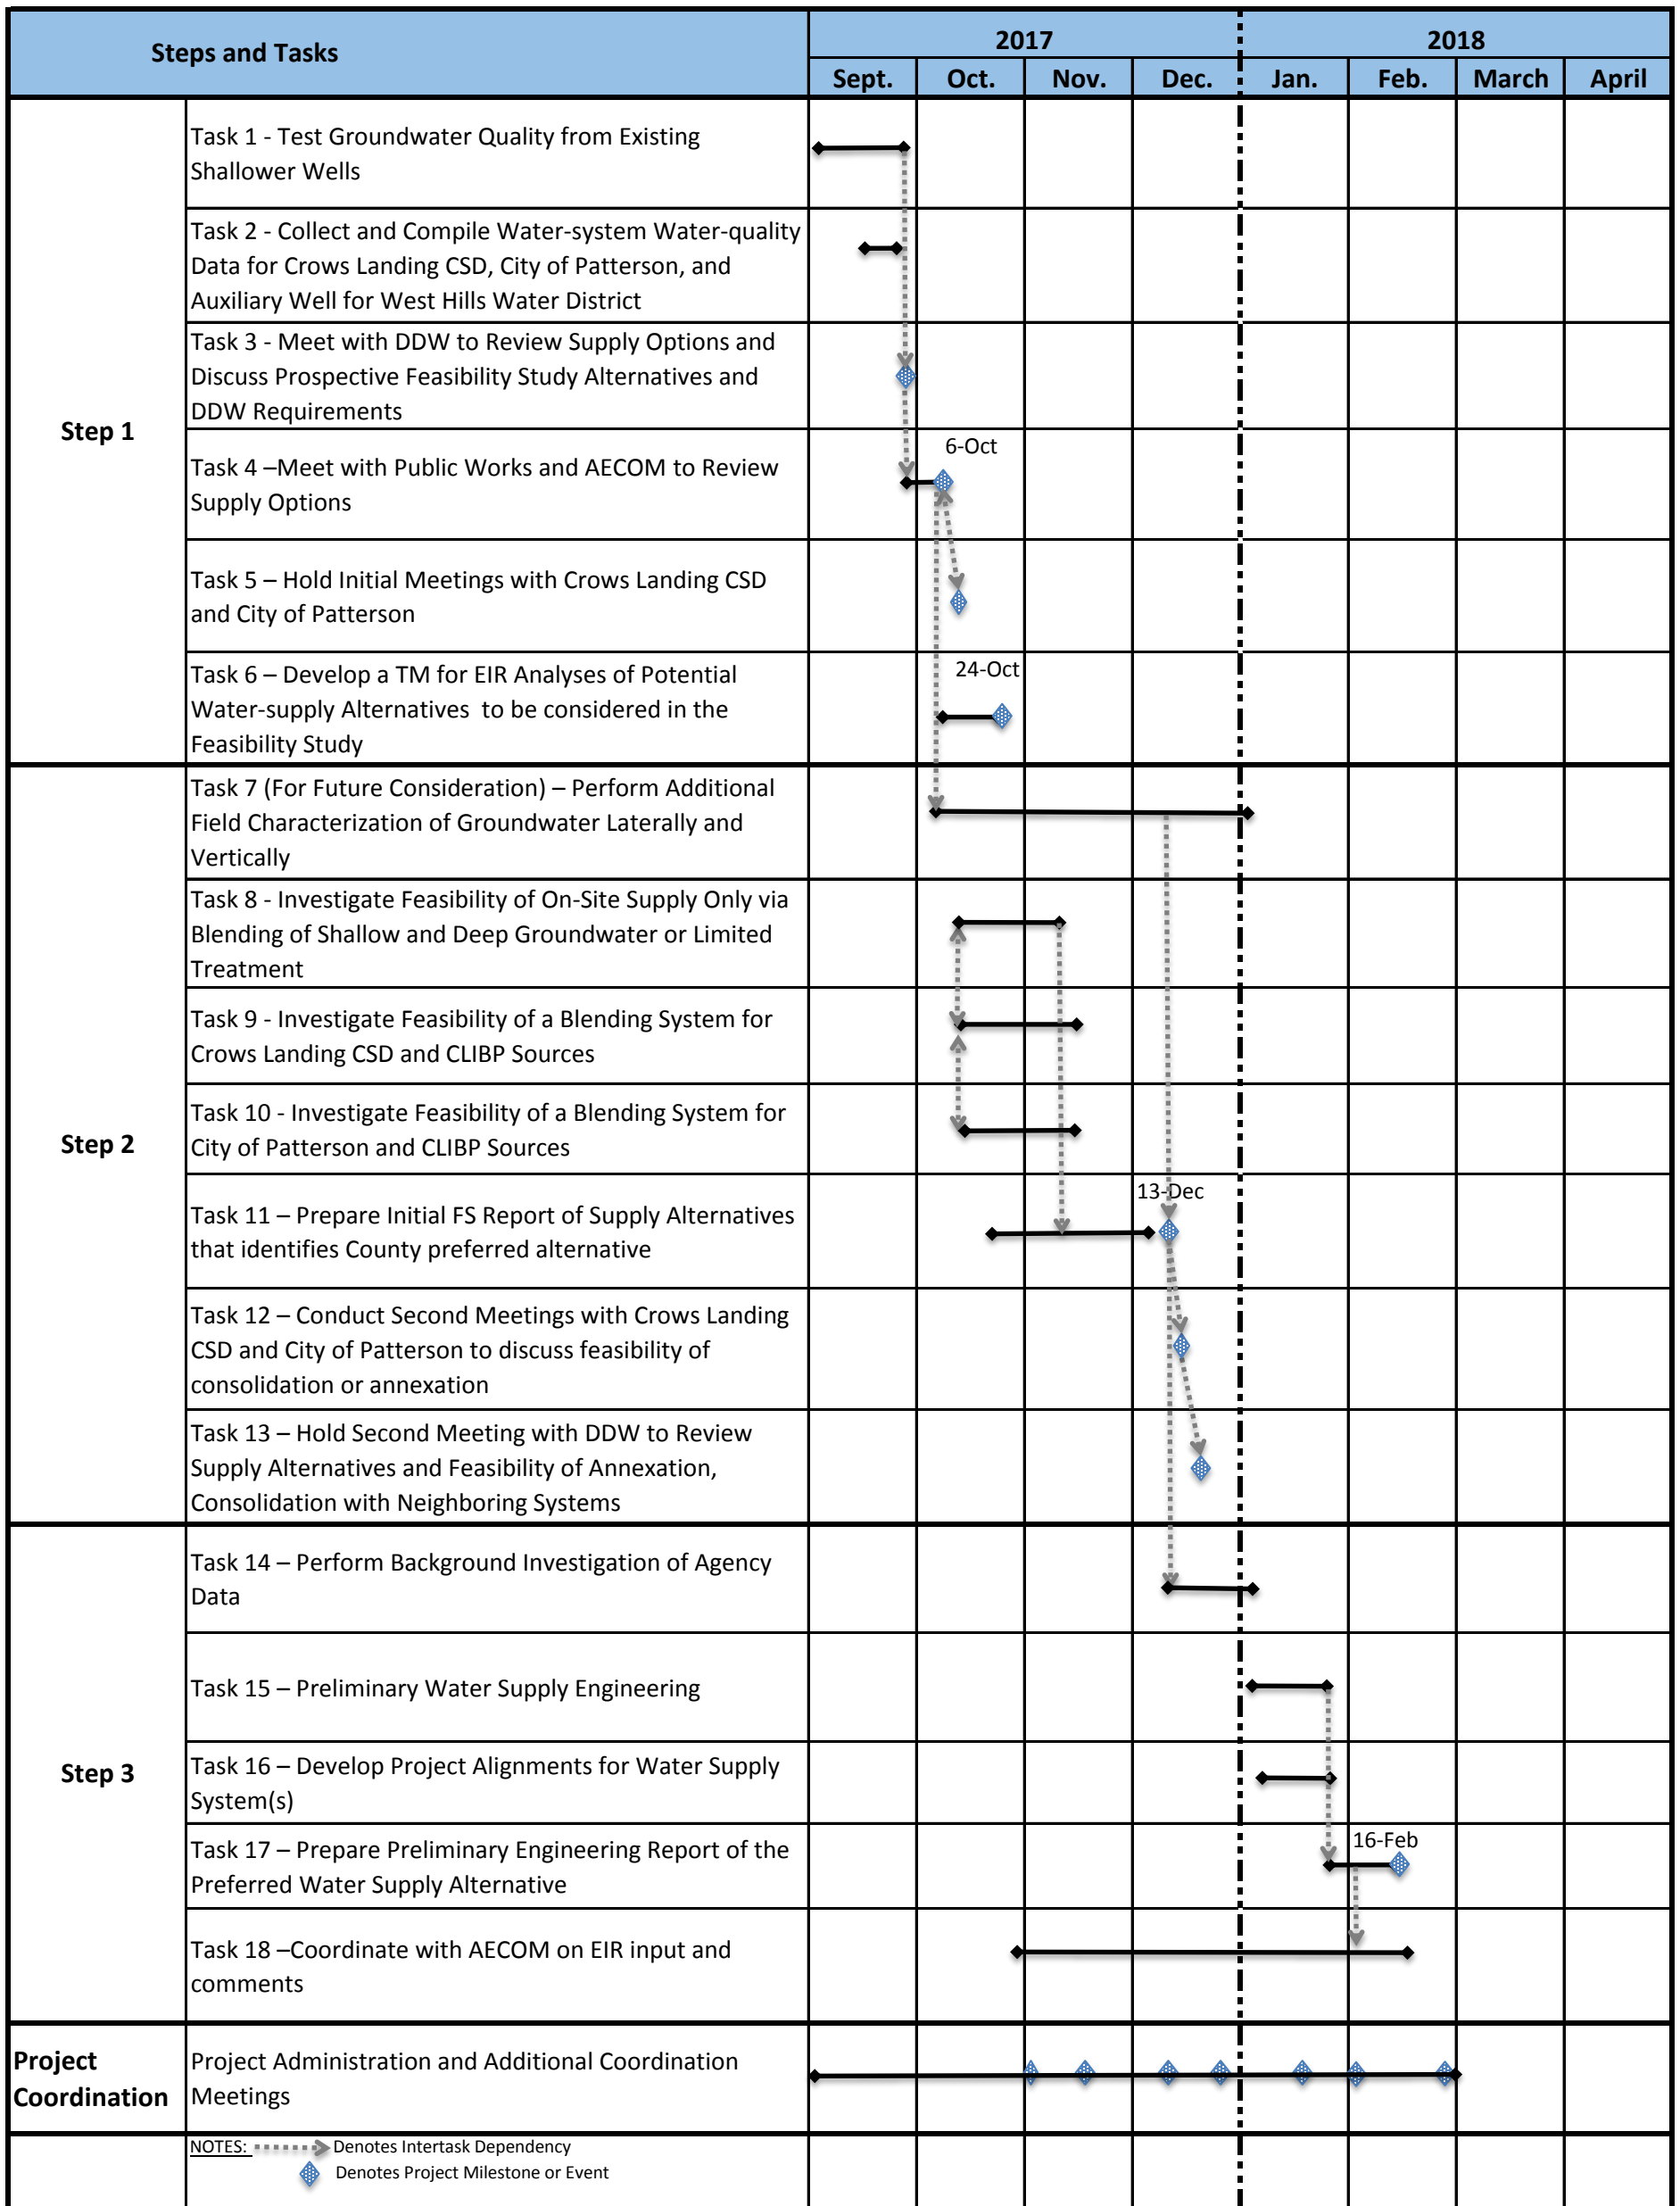 Steps and Tasks
2017
2018
Sept.
Oct.
Nov.
Dec.
Jan.
Feb.
March
April
Step 1
Task 1 - Test Groundwater Quality from Existing
Shallower Wells
Task 2 - Collect and Compile Water-system Water-quality
Data for Crows Landing CSD, City of Patterson, and
Auxiliary Well for West Hills Water District
Task 3 - Meet with DDW to Review Supply Options and
Discuss Prospective Feasibility Study Alternatives and
DDW Requirements
Task 4 –Meet with Public Works and AECOM to Review
Supply Options
6-Oct
Task 5 – Hold Initial Meetings with Crows Landing CSD
and City of Patterson
Task 6 – Develop a TM for EIR Analyses of Potential
Water-supply Alternatives  to be considered in the
Feasibility Study
24-Oct
Step 2
Task 7 (For Future Consideration) – Perform Additional
Field Characterization of Groundwater Laterally and
Vertically
Task 8 - Investigate Feasibility of On-Site Supply Only via
Blending of Shallow and Deep Groundwater or Limited
Treatment
Task 9 - Investigate Feasibility of a Blending System for
Crows Landing CSD and CLIBP Sources
Task 10 - Investigate Feasibility of a Blending System for
City of Patterson and CLIBP Sources
Task 11 – Prepare Initial FS Report of Supply Alternatives
that identifies County preferred alternative
13-Dec
Task 12 – Conduct Second Meetings with Crows Landing
CSD and City of Patterson to discuss feasibility of
consolidation or annexation
Task 13 – Hold Second Meeting with DDW to Review
Supply Alternatives and Feasibility of Annexation,
Consolidation with Neighboring Systems
Step 3
Task 14 – Perform Background Investigation of Agency
Data
Task 15 – Preliminary Water Supply Engineering
Task 16 – Develop Project Alignments for Water Supply
System(s)
Task 17 – Prepare Preliminary Engineering Report of the
Preferred Water Supply Alternative
16-Feb
Task 18 –Coordinate with AECOM on EIR input and
comments
Project
Coordination
Project Administration and Additional Coordination
Meetings
NOTES:
Denotes Intertask Dependency
Denotes Project Milestone or Event